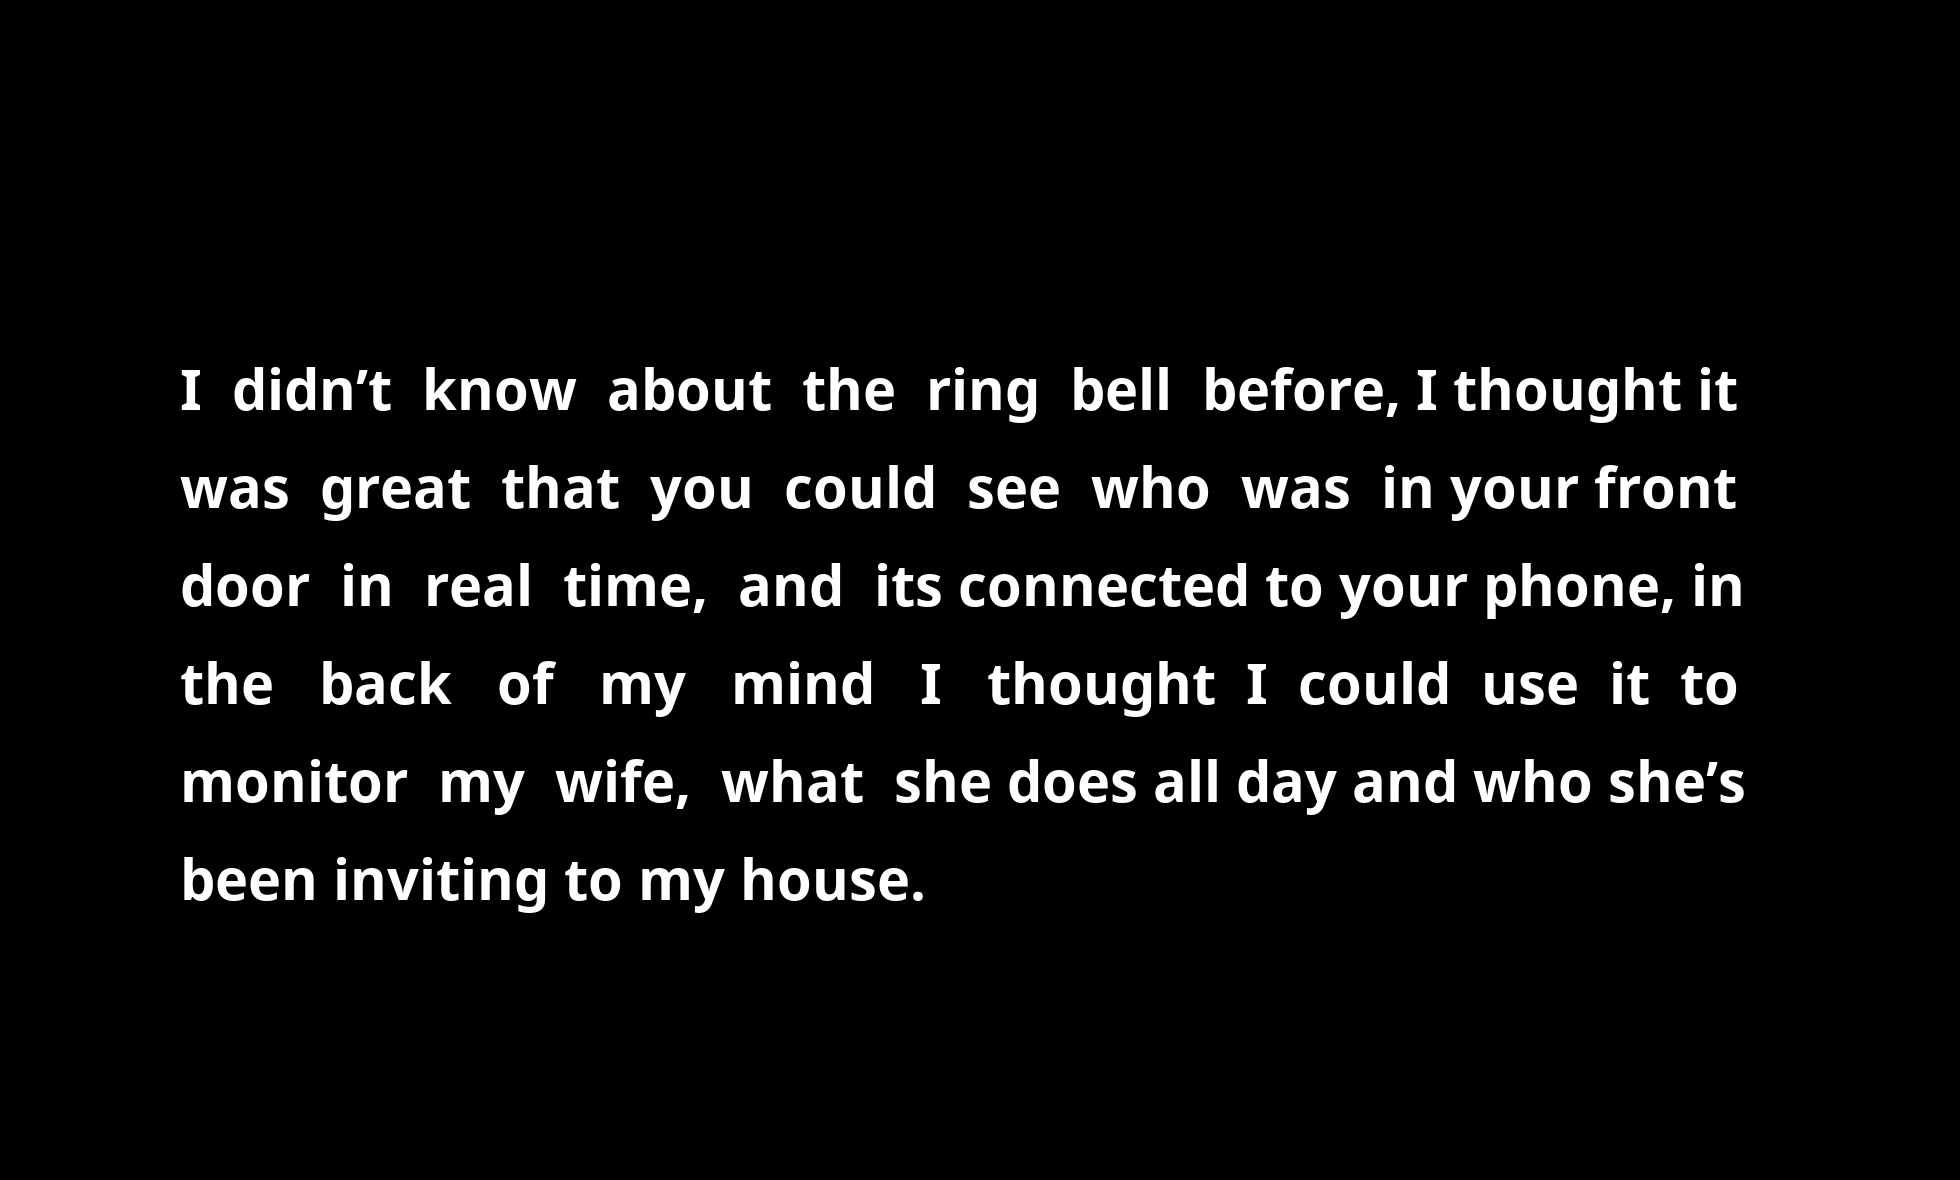 I didn’t know about the ring bell before, I thought it
was great that you could see who was in your front
door in real time, and its connected to your phone, in
the back of my mind I thought I could use it to
monitor my wife, what she does all day and who she’s
been inviting to my house.